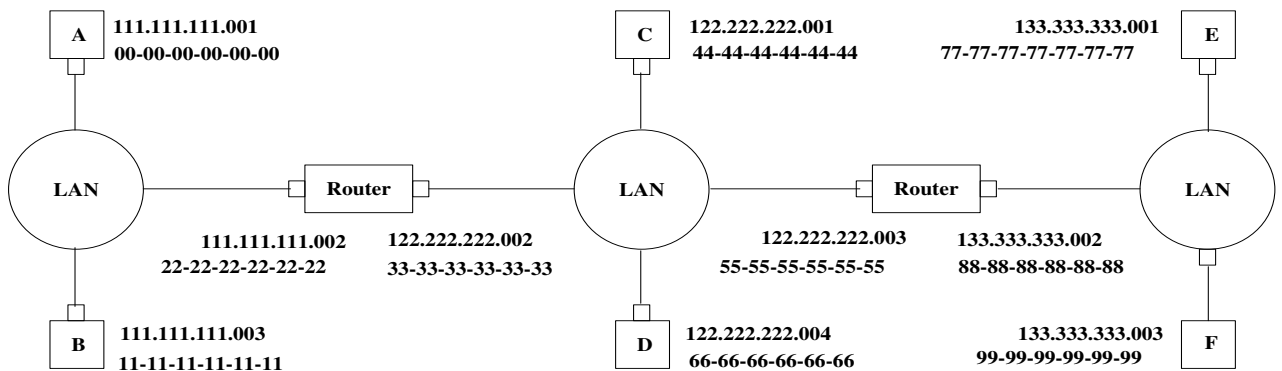 A
111.111.111.001
00-00-00-00-00-00
C
122.222.222.001
44-44-44-44-44-44
133.333.333.001
77-77-77-77-77-77-77
E
LAN
Router
LAN
Router
LAN
111.111.111.002
22-22-22-22-22-22
122.222.222.002
33-33-33-33-33-33
122.222.222.003
55-55-55-55-55-55
133.333.333.002
88-88-88-88-88-88
B
111.111.111.003
11-11-11-11-11-11
D
122.222.222.004
66-66-66-66-66-66
133.333.333.003
99-99-99-99-99-99
F